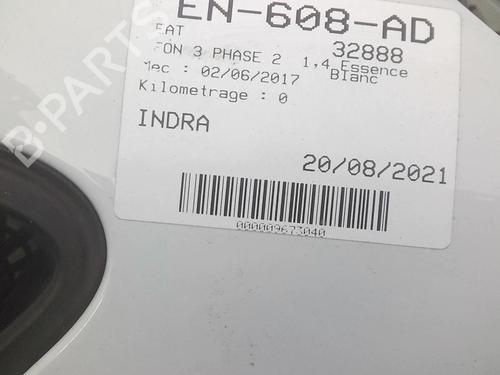 EN-608-AD
EAT 32888
EON 3 PHASE 2 1,4 Essence
Mec : 02/06/2017 Blanc
Kilometrage : 0
INDRA
20/08/2021
000009673040
B-PARTS